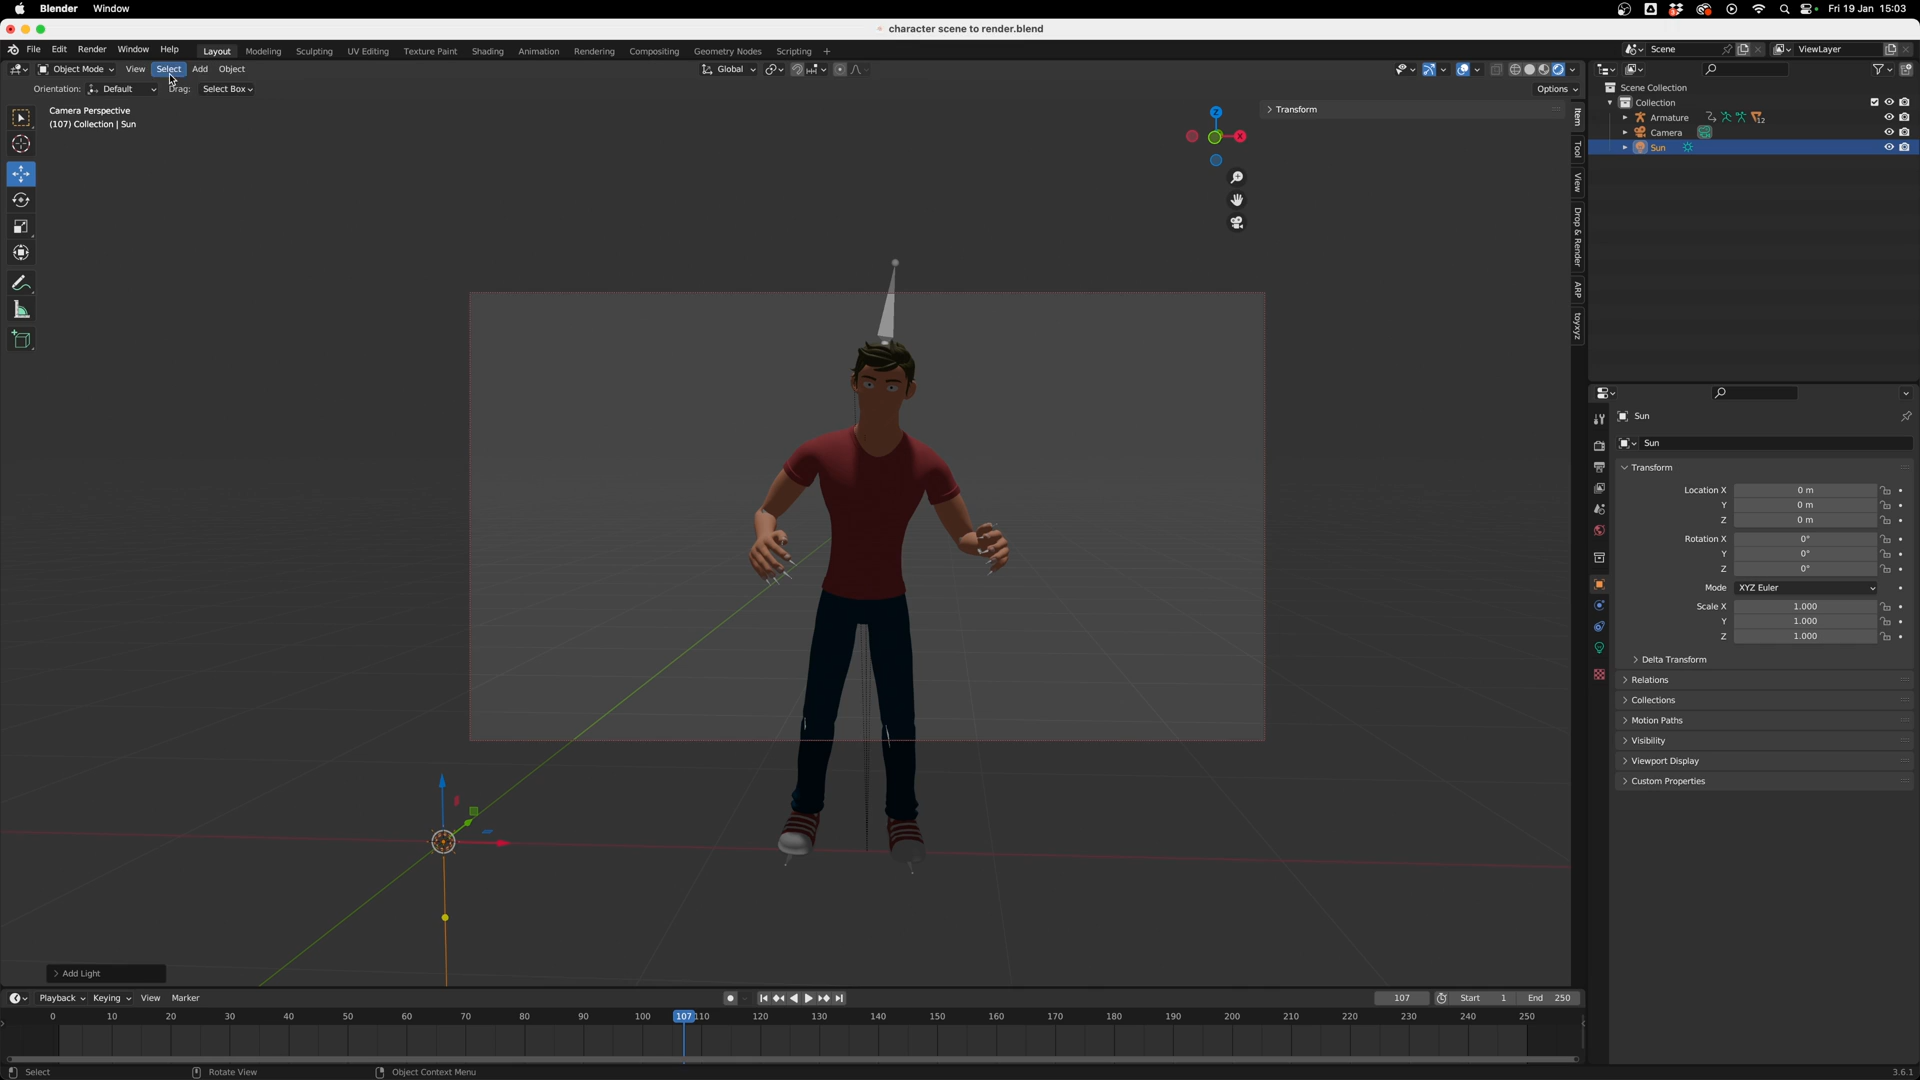 Blender Window
Fri 19 Jan 15:03
character scene to render.blend
File Edit Render Window Help
Layout Modeling Sculpting UV Editing Texture Paint Shading Animation Rendering Compositing Geometry Nodes Scripting +
Scene ViewLayer
Object Mode View Select Add Object
Global
Orientation: Default Drag: Select Box
Options
Camera Perspective
(107) Collection | Sun
Z
X
Transform
Item
Tool
View
Drop & Render
ARP
toyxyz
Scene Collection
Collection
Armature 12
Camera
Sun
Sun
Sun
Transform
Location X 0 m
Y 0 m
Z 0 m
Rotation X 0°
Y 0°
Z 0°
Mode XYZ Euler
Scale X 1.000
Y 1.000
Z 1.000
Delta Transform
Relations
Collections
Motion Paths
Visibility
Viewport Display
Custom Properties
Add Light
Playback Keying View Marker
107 Start 1 End 250
0 10 20 30 40 50 60 70 80 90 100 107 110 120 130 140 150 160 170 180 190 200 210 220 230 240 250
Select Rotate View Object Context Menu
3.6.1